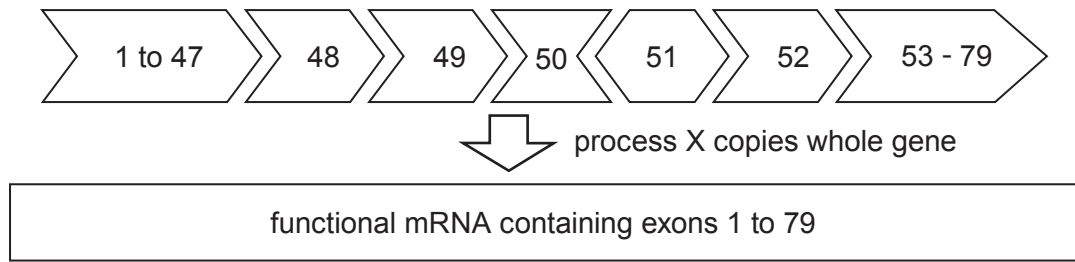 1 to 47 48 49 50 51 52 53 - 79
process X copies whole gene
functional mRNA containing exons 1 to 79